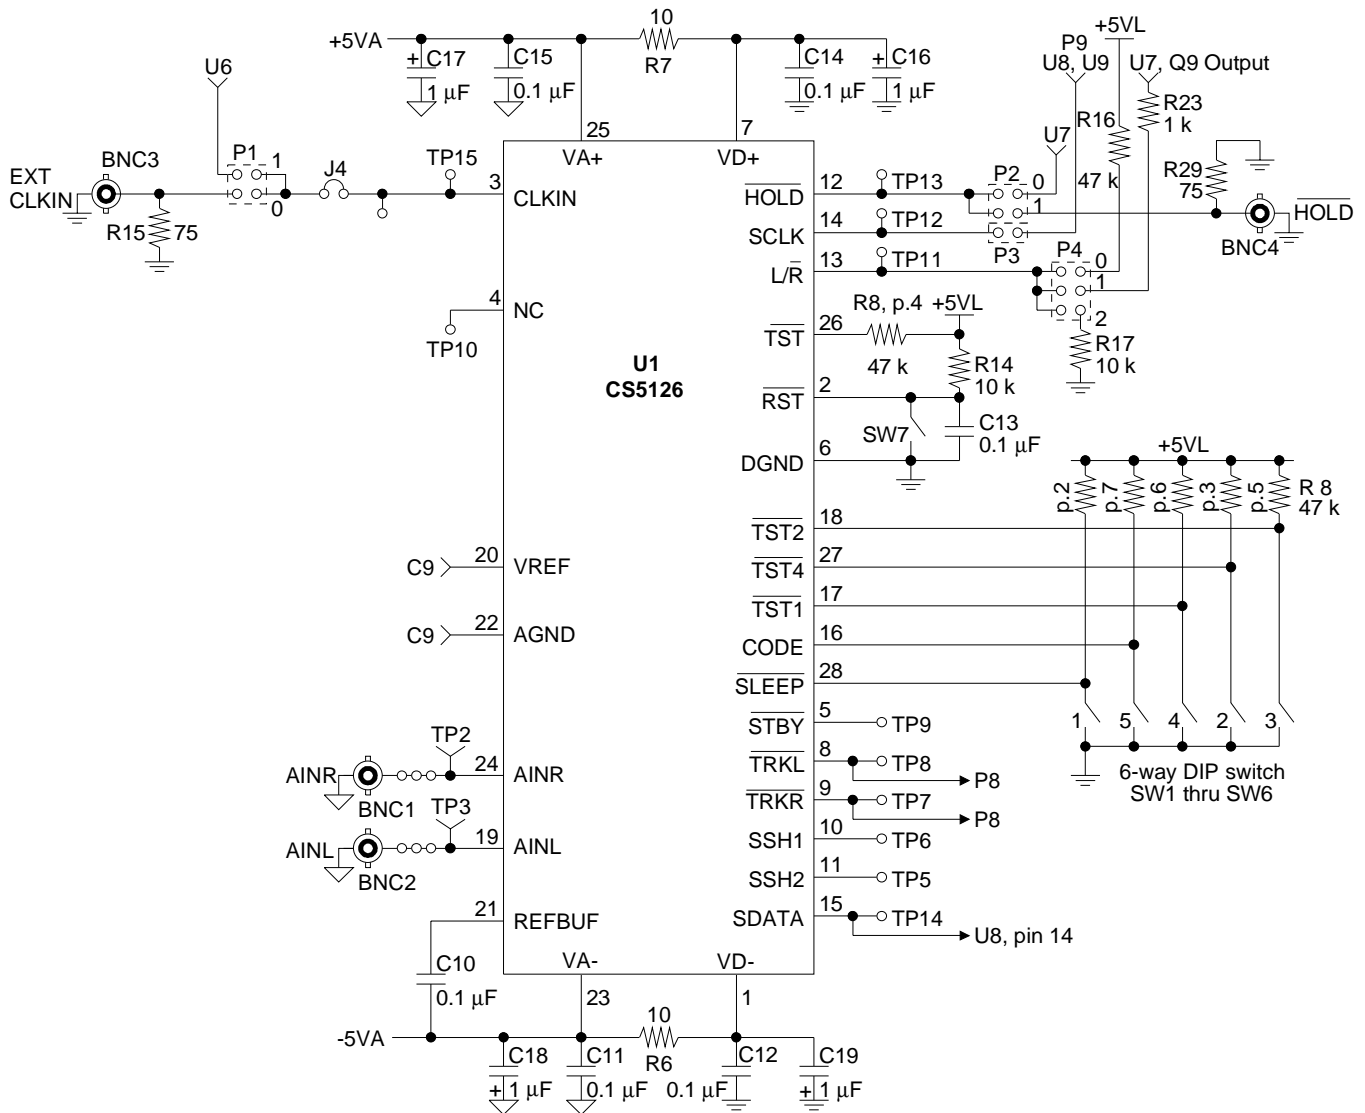 10
+5VA
R7
+ C17
1 µF
C15
0.1 µF
C14
0.1 µF
+ C16
1 µF
P9
U8, U9
+5VL
U7, Q9 Output
R23
1 k
R16
47 k
U7
R29
75
U6
P1
1
0
BNC3
EXT
CLKIN
R15
75
J4
TP15
3
CLKIN
25
VA+
7
VD+
12
HOLD
TP13
P2
0
1
HOLD
BNC4
14
SCLK
TP12
P3
13
L/R
TP11
P4
0
1
2
R17
10 k
4
NC
TP10
U1
CS5126
R8, p.4
+5VL
26
TST
47 k
R14
10 k
2
RST
SW7
C13
0.1 µF
6
DGND
+5VL
p.2
p.7
p.6
p.3
p.5
R 8
47 k
18
TST2
27
TST4
17
TST1
16
CODE
28
SLEEP
1
5
4
2
3
6-way DIP switch
SW1 thru SW6
C9
20
VREF
C9
22
AGND
5
STBY
TP9
8
TRKL
TP8
P8
9
TRKR
TP7
P8
10
SSH1
TP6
11
SSH2
TP5
15
SDATA
TP14
U8, pin 14
TP2
AINR
BNC1
24
AINR
TP3
AINL
BNC2
19
AINL
21
REFBUF
C10
0.1 µF
VA-
23
VD-
1
-5VA
10
R6
C18
+ 1 µF
C11
0.1 µF
C12
0.1 µF
C19
+ 1 µF